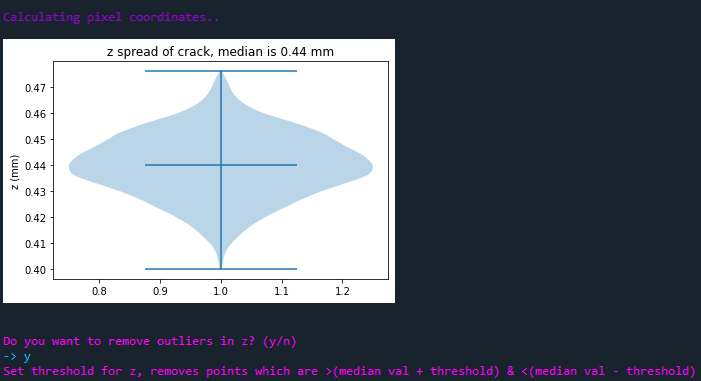 Calculating pixel coordinates..
z spread of crack, median is 0.44 mm
0.47
0.46
0.45
0.44
0.43
0.42
0.41
0.40
z (mm)
0.8 0.9 1.0 1.1 1.2
Do you want to remove outliers in z? (y/n)
-> y
Set threshold for z, removes points which are >(median val + threshold) & <(median val - threshold)